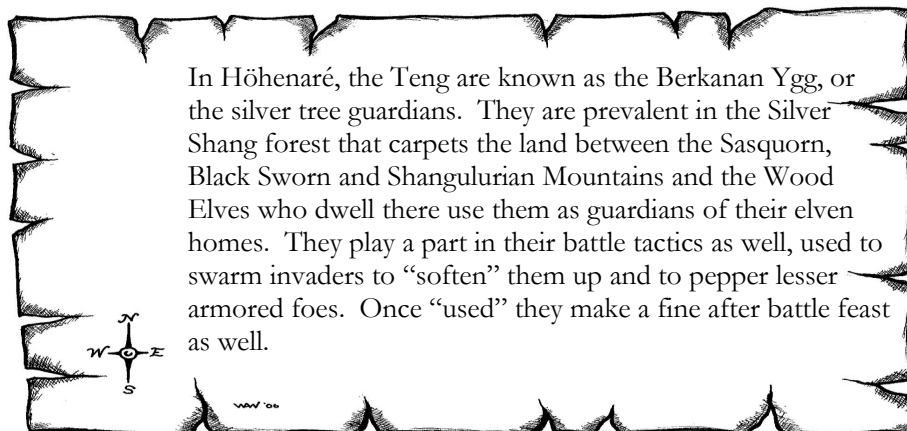 In Höhenaré, the Teng are known as the Berkanan Ygg, or
the silver tree guardians.  They are prevalent in the Silver
Shang forest that carpets the land between the Sasquorn,
Black Sworn and Shangulurian Mountains and the Wood
Elves who dwell there use them as guardians of their elven
homes.  They play a part in their battle tactics as well, used to
swarm invaders to “soften” them up and to pepper lesser
armored foes.  Once “used” they make a fine after battle feast
as well.
N
W E
S